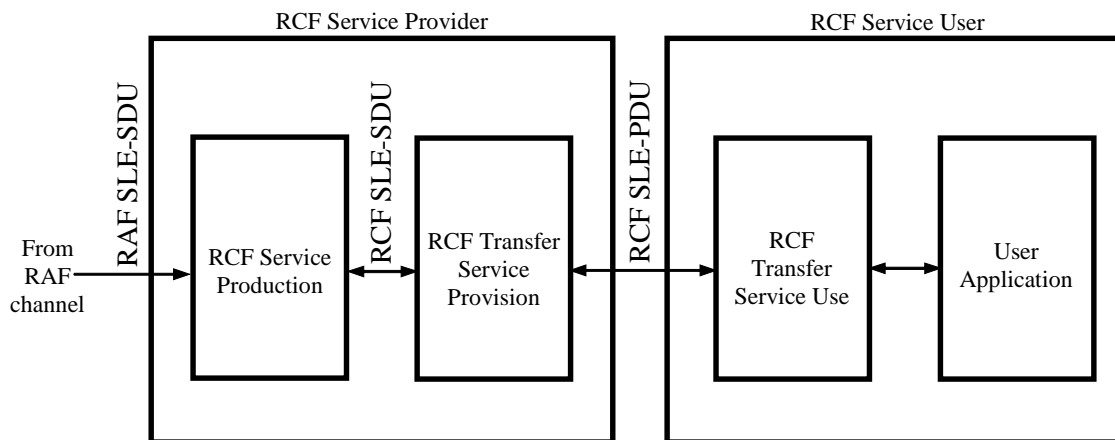 RCF Service Provider
RCF Service User
RAF SLE-SDU
RCF SLE-SDU
RCF SLE-PDU
From
RAF
channel
RCF Service
Production
RCF Transfer
Service
Provision
RCF
Transfer
Service Use
User
Application